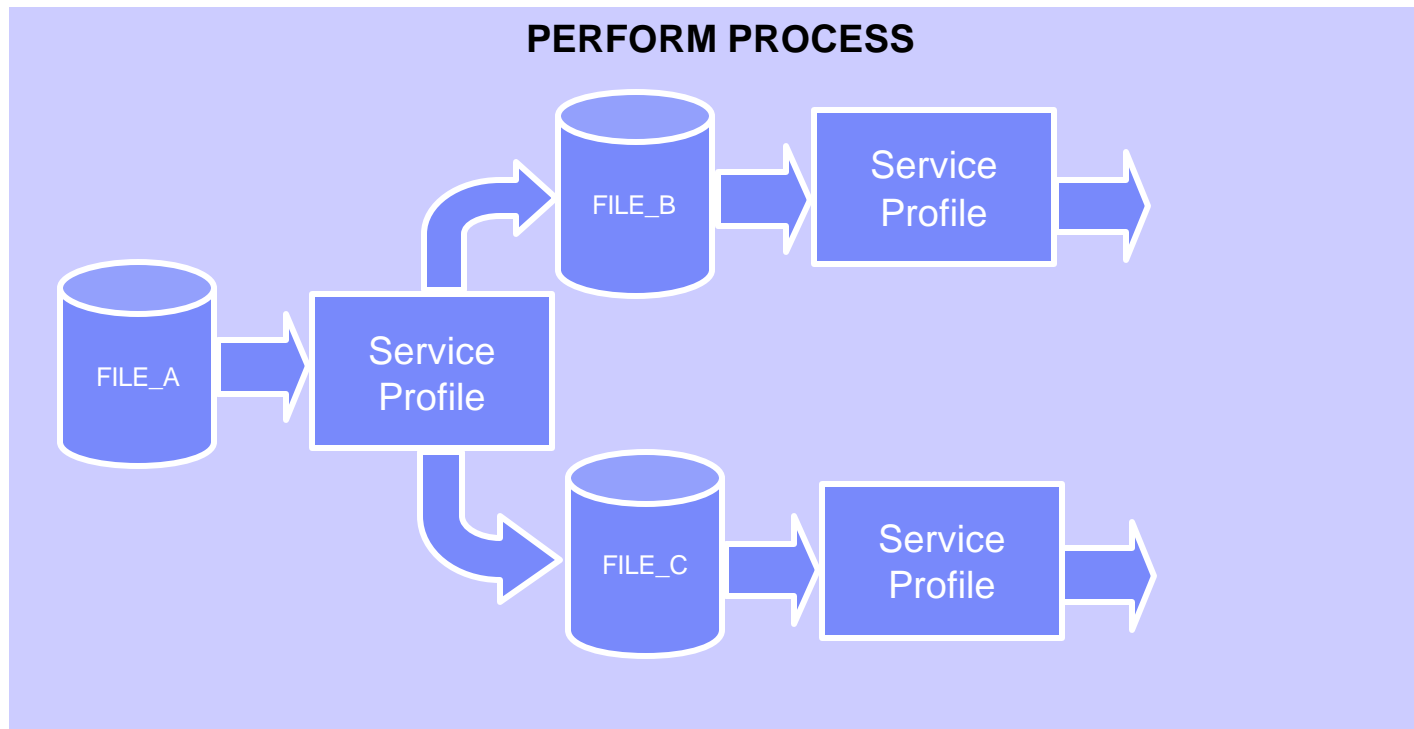 PERFORM PROCESS
FILE_B
Service
Profile
FILE_A
Service
Profile
FILE_C
Service
Profile